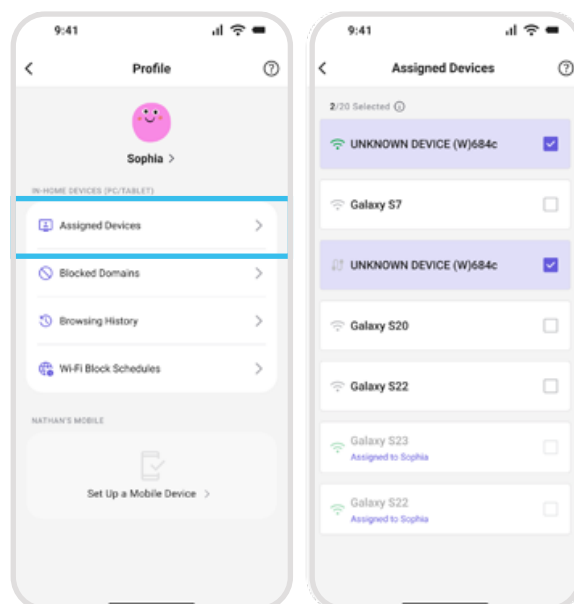 9:41
Profile
Sophia >
IN-HOME DEVICES (PC/TABLET)
Assigned Devices
Blocked Domains
Browsing History
Wi-Fi Block Schedules
NATHAN'S MOBILE
Set Up a Mobile Device >
9:41
Assigned Devices
2/20 Selected
UNKNOWN DEVICE (W)684c
Galaxy S7
UNKNOWN DEVICE (W)684c
Galaxy S20
Galaxy S22
Galaxy S23
Assigned to Sophia
Galaxy S22
Assigned to Sophia